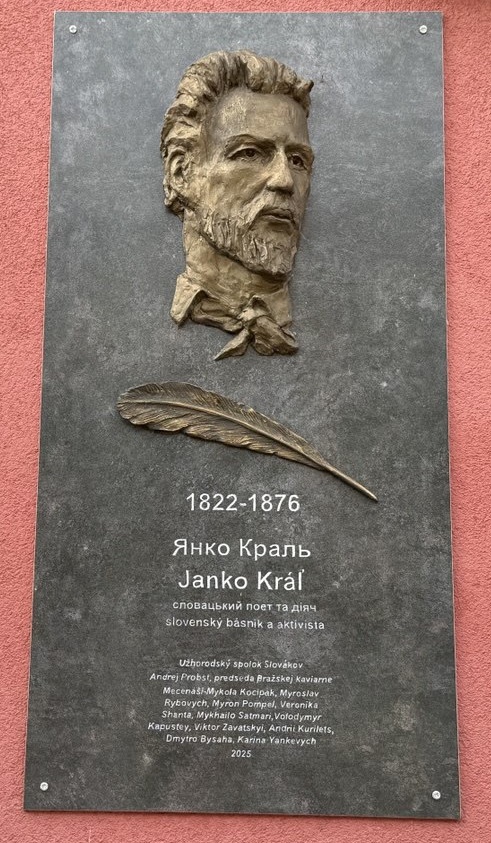 1822-1876
Янко Краль
Janko Kráľ
словацький поет та діяч
slovenský básnik a aktivista
Užhorodský spolok Slovákov
Andrej Probst, predseda Pražskej kaviarne
Mecenáši-Mykola Kocipak, Myroslav
Rybovych, Myron Pompel, Veronika
Shanta, Mykhailo Satmari,Volodymyr
Kapustey, Viktor Zavatskyi, Andrii Kurilets,
Dmytro Bysaha, Karina Yankevych
2025